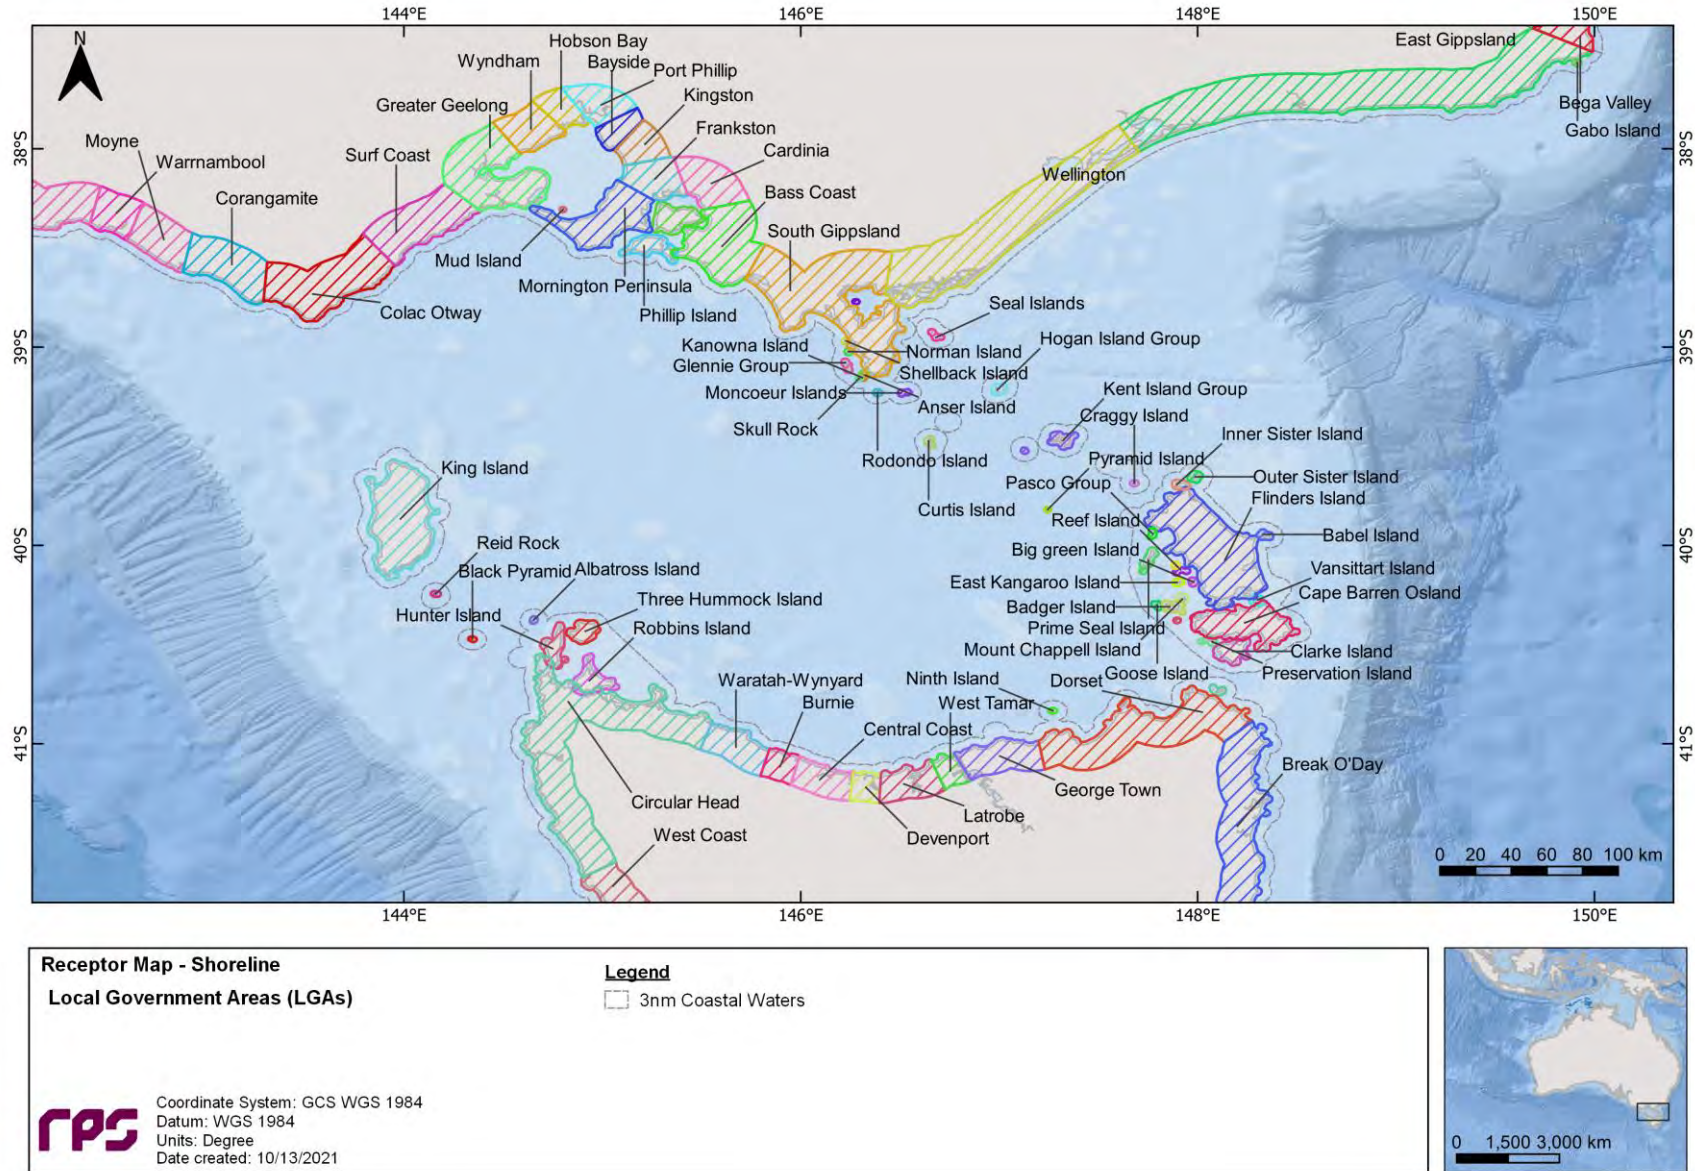 144°E 146°E 148°E 150°E
N
Hobson Bay
East Gippsland
Wyndham
Bayside
Port Phillip
Kingston
Greater Geelong
Bega Valley
Frankston
Gabo Island
Moyne
38°S
38°S
Warrnambool
Surf Coast
Cardinia
Wellington
Bass Coast
Corangamite
South Gippsland
Mud Island
Mornington Peninsula
Seal Islands
Colac Otway
Phillip Island
Hogan Island Group
39°S
39°S
Kanowna Island
Norman Island
Glennie Group
Shellback Island
Moncoeur Islands
Kent Island Group
Anser Island
Craggy Island
Skull Rock
Inner Sister Island
Rodondo Island
Pyramid Island
King Island
Outer Sister Island
Pasco Group
Flinders Island
Curtis Island
Reef Island
Babel Island
Reid Rock
40°S
40°S
Big green Island
Black Pyramid
Albatross Island
Vansittart Island
East Kangaroo Island
Cape Barren Osland
Hunter Island
Three Hummock Island
Badger Island
Robbins Island
Prime Seal Island
Mount Chappell Island
Clarke Island
Goose Island
Preservation Island
Waratah-Wynyard
Ninth Island
Dorset
Burnie
West Tamar
Central Coast
41°S
41°S
Break O'Day
George Town
Circular Head
Latrobe
West Coast
Devenport
0 20 40 60 80 100 km
144°E 146°E 148°E 150°E
Receptor Map - Shoreline
Local Government Areas (LGAs)
Legend
3nm Coastal Waters
rps
Coordinate System: GCS WGS 1984
Datum: WGS 1984
Units: Degree
Date created: 10/13/2021
0 1,500 3,000 km